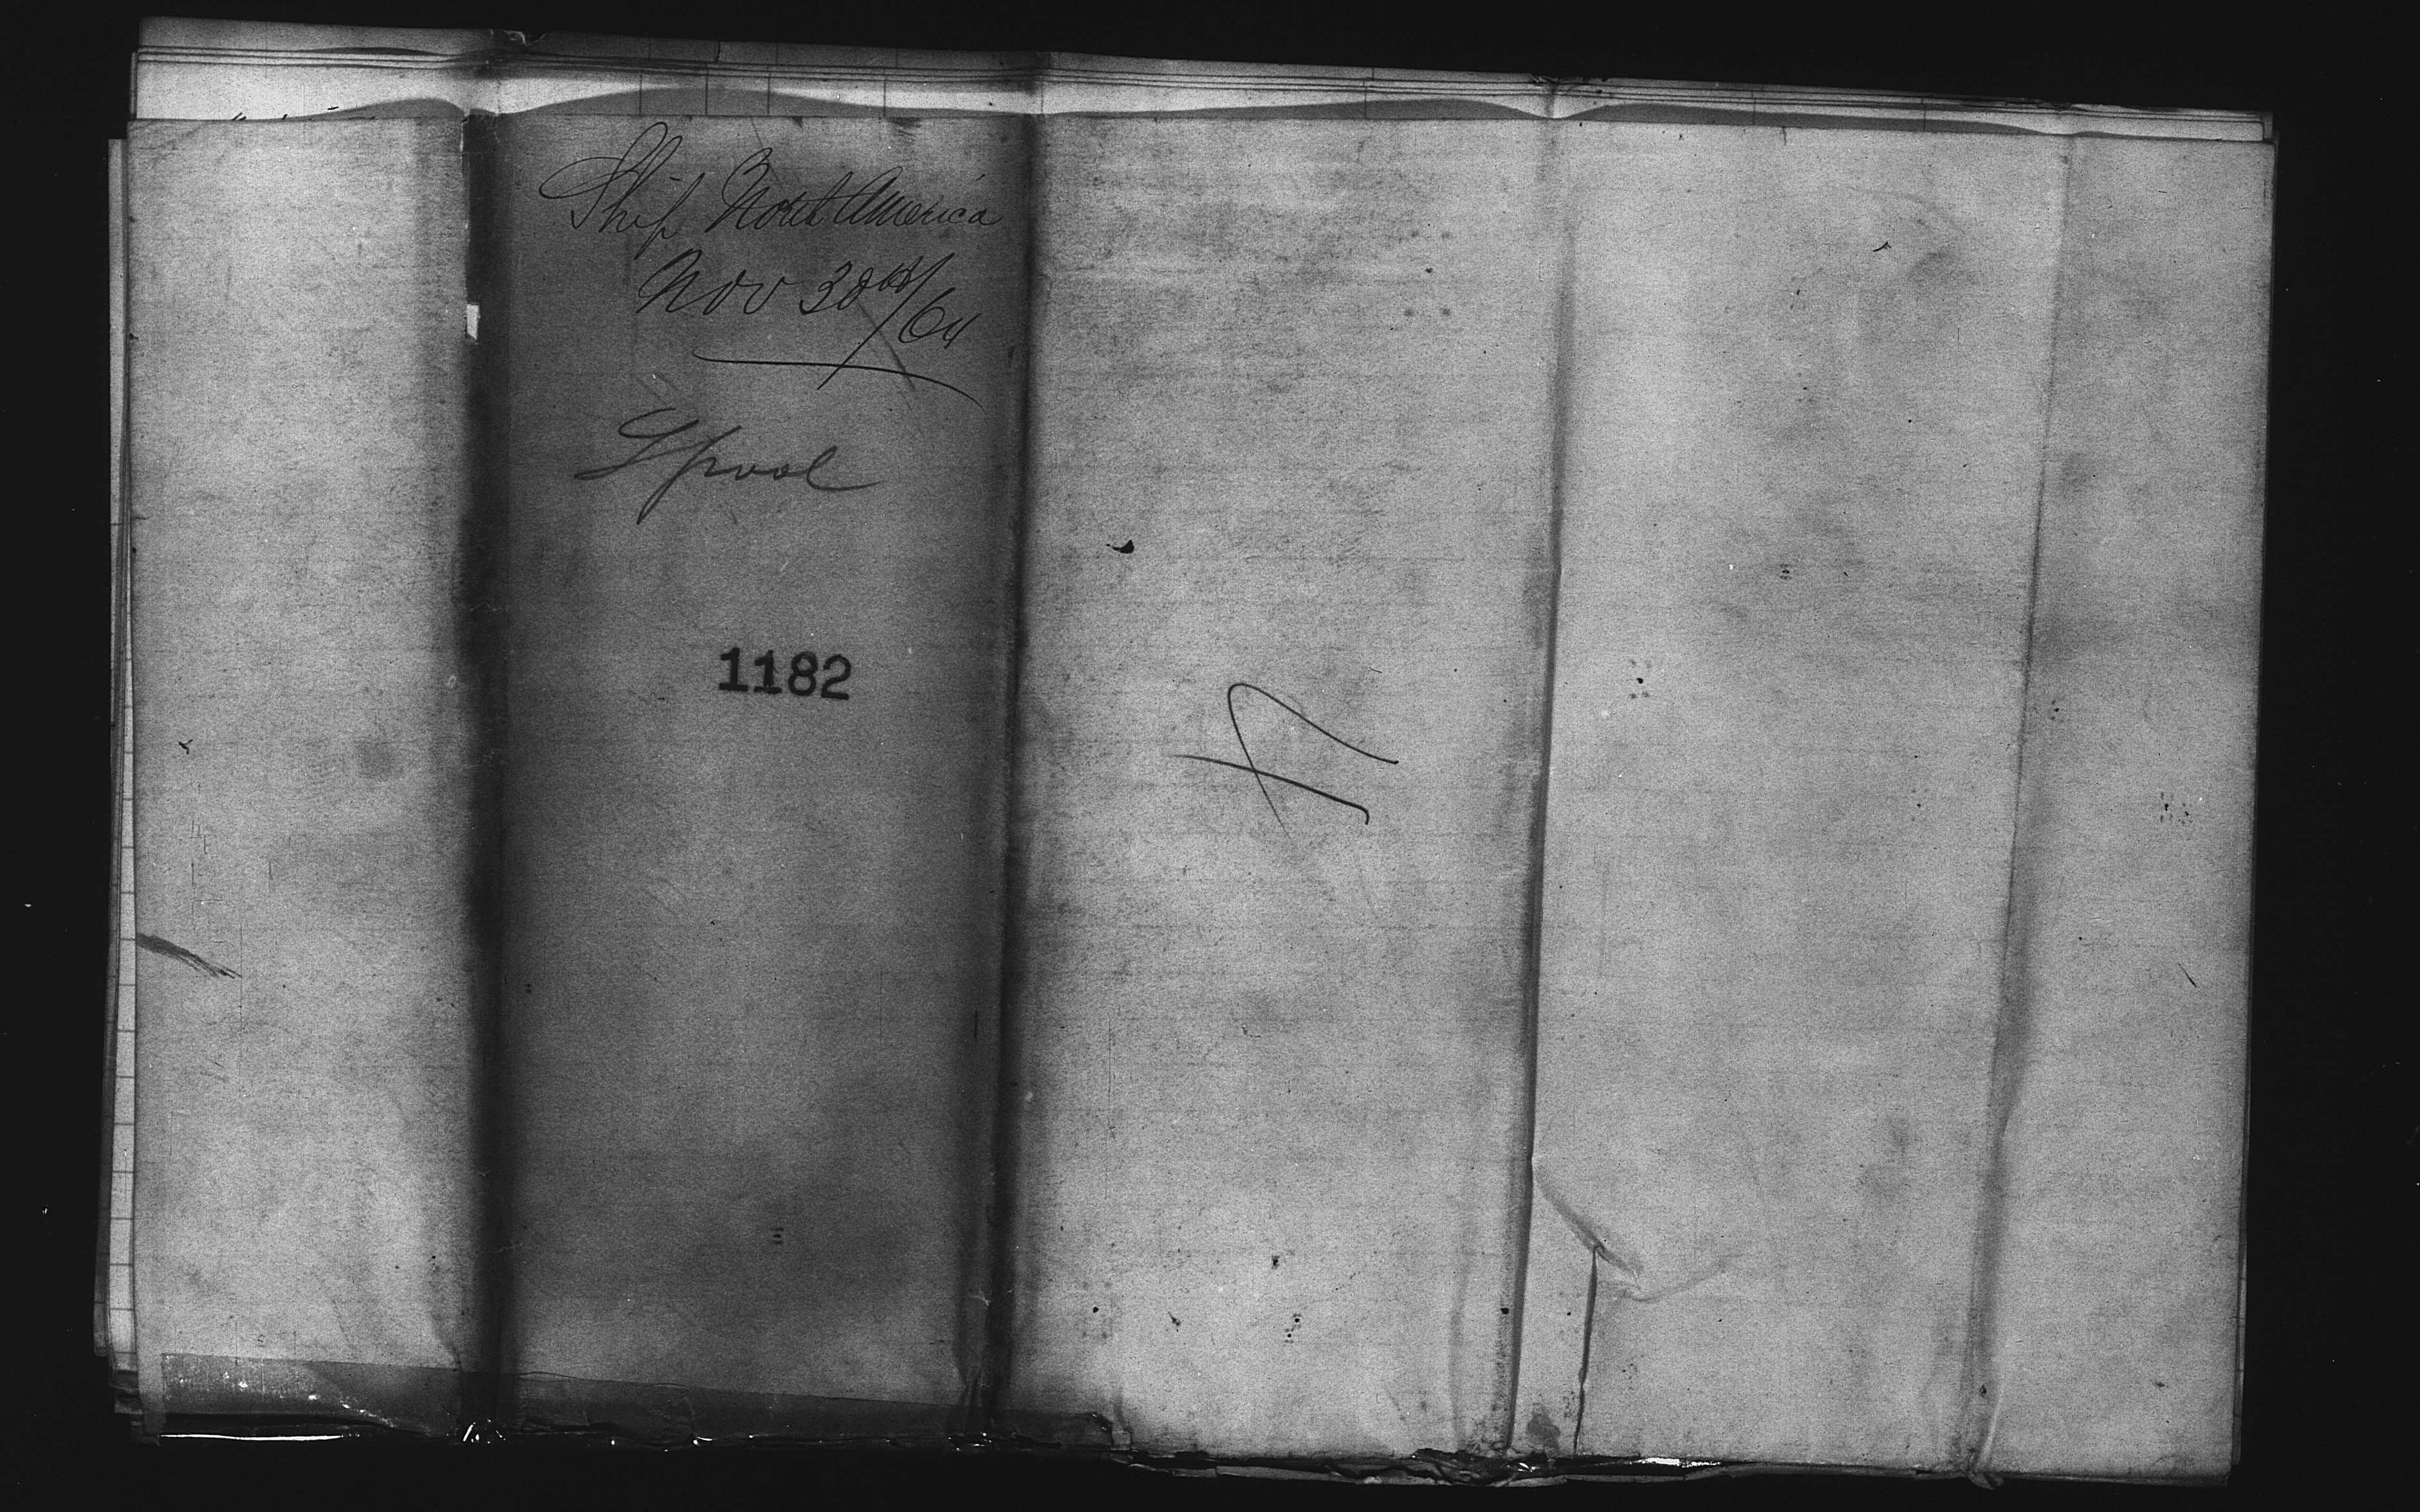 Ship North America
Nov 30th/64
Lpool
1182